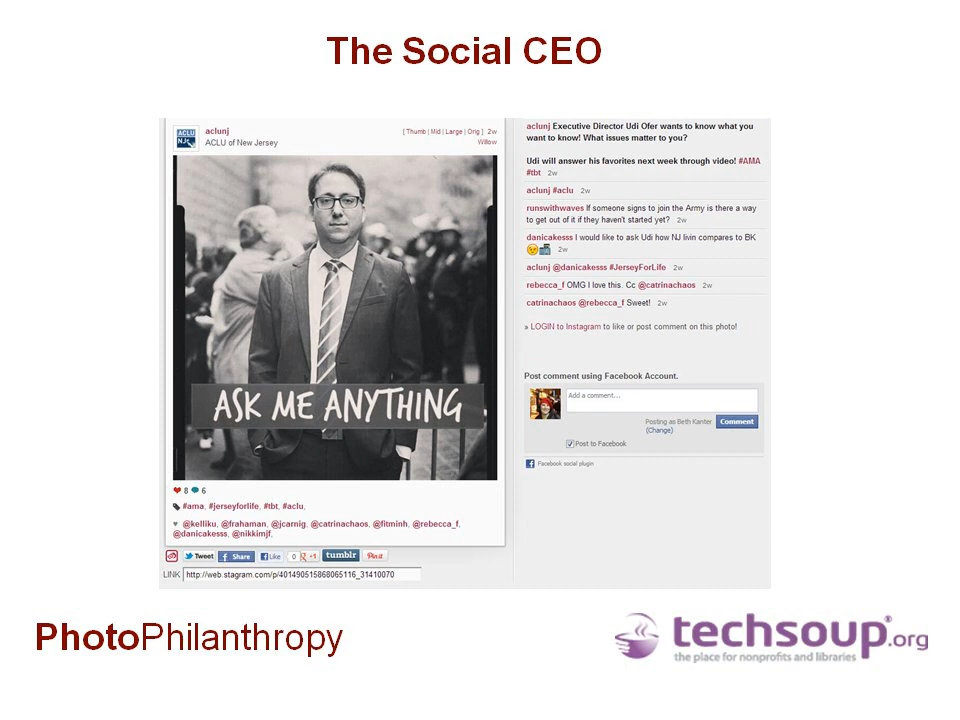 The Social CEO
aclunj
ACLU of New Jersey
[ Thumb | Mid | Large | Orig ] 2w
Willow
ACLU
NJ
ASK ME ANYTHING
8 6
#ama, #jerseyforlife, #tbt, #aclu,
@kelliku, @frahaman, @jcarnig, @catrinachaos, @fitminh, @rebecca_f,
@danicakesss, @nikkimjf,
Tweet Share Like 0 +1 tumblr. Pin it
LINK http://web.stagram.com/p/401490515868065116_31410070
aclunj Executive Director Udi Ofer wants to know what you
want to know! What issues matter to you?
Udi will answer his favorites next week through video! #AMA
#tbt 2w
aclunj #aclu 2w
runswithwaves If someone signs to join the Army is there a way
to get out of it if they haven't started yet? 2w
danicakesss I would like to ask Udi how NJ livin compares to BK
2w
aclunj @danicakesss #JerseyForLife 2w
rebecca_f OMG I love this. Cc @catrinachaos 2w
catrinachaos @rebecca_f Sweet! 2w
» LOGIN to Instagram to like or post comment on this photo!
Post comment using Facebook Account.
Add a comment...
Posting as Beth Kanter
(Change)
Comment
Post to Facebook
Facebook social plugin
PhotoPhilanthropy
techsoup®.org
the place for nonprofits and libraries